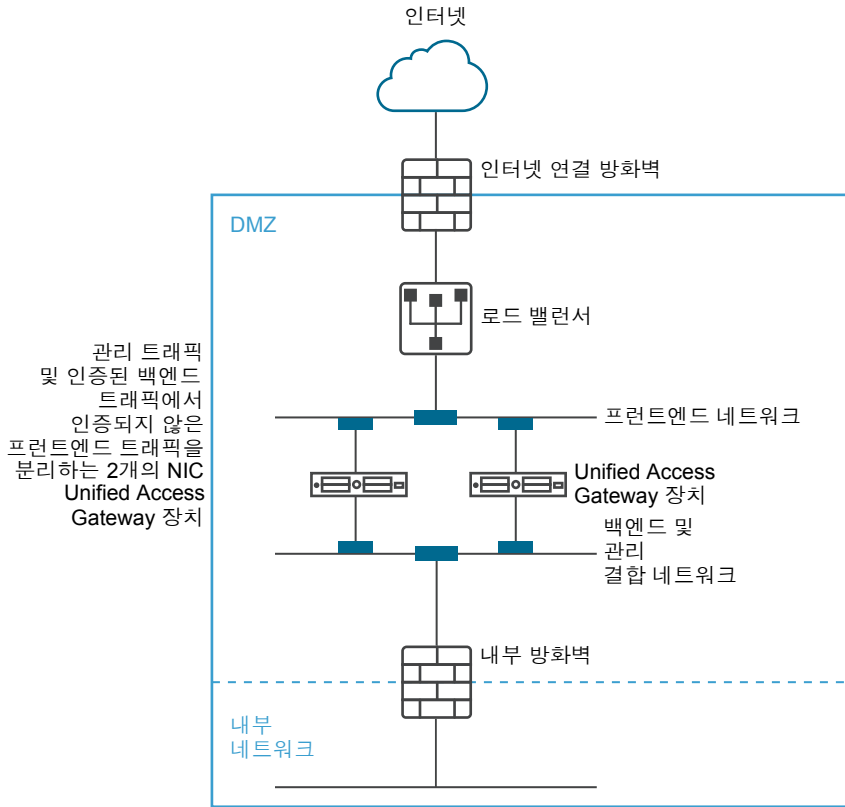 인터넷
인터넷 연결 방화벽
DMZ
로드 밸런서
관리 트래픽
및 인증된 백엔드
트래픽에서
인증되지 않은
프런트엔드 트래픽을
분리하는 2개의 NIC
Unified Access
Gateway 장치
프런트엔드 네트워크
Unified Access
Gateway 장치
백엔드 및
관리
결합 네트워크
내부 방화벽
내부
네트워크